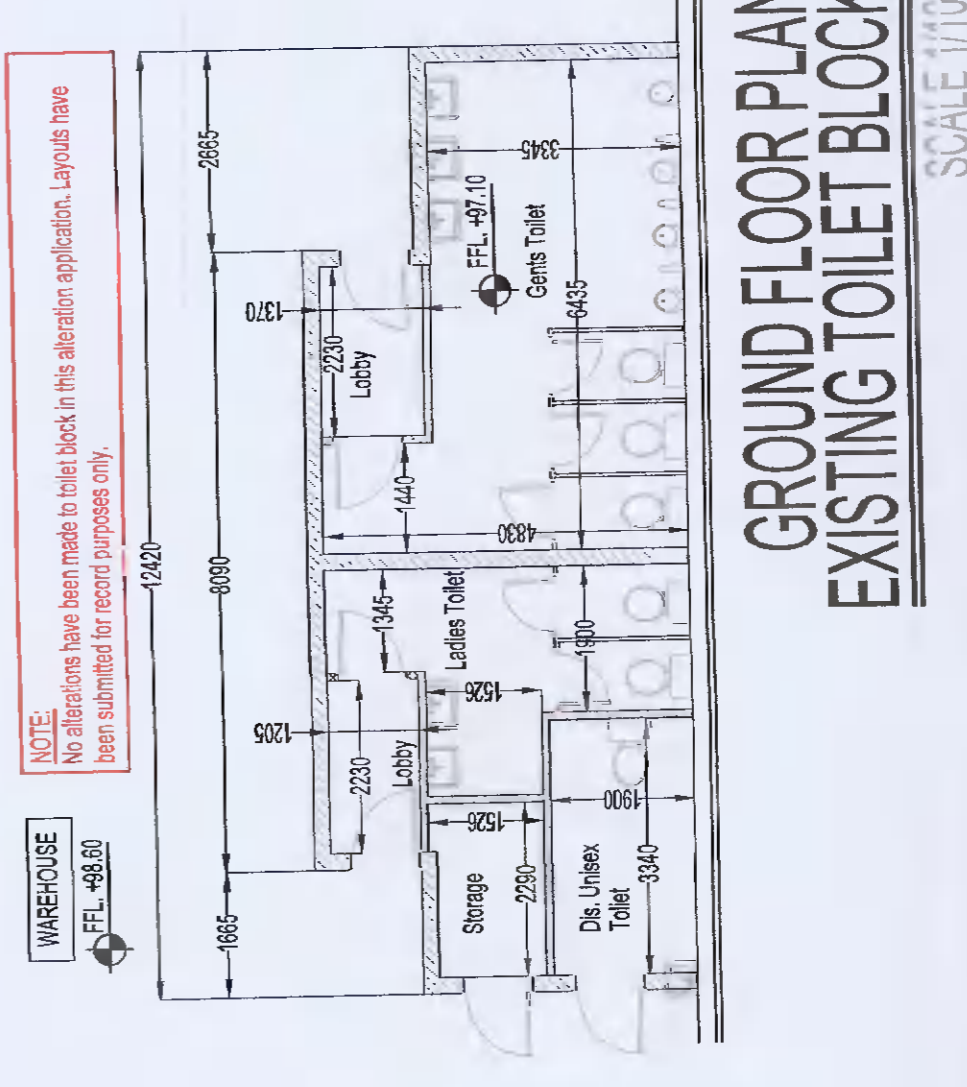 NOTE:
No alterations have been made to toilet block in this alteration application. Layouts have
been submitted for record purposes only.
WAREHOUSE
FFL. +98.60
12420
1665
8090
2665
1205
2230
Lobby
1345
Ladies Toilet
1526
1900
1440
4830
1370
2230
Lobby
FFL. +97.10
Gents Toilet
3345
6435
Storage
1526
2290
Dis. Unisex
Toilet
1900
3340
GROUND FLOOR PLAN
EXISTING TOILET BLOCK